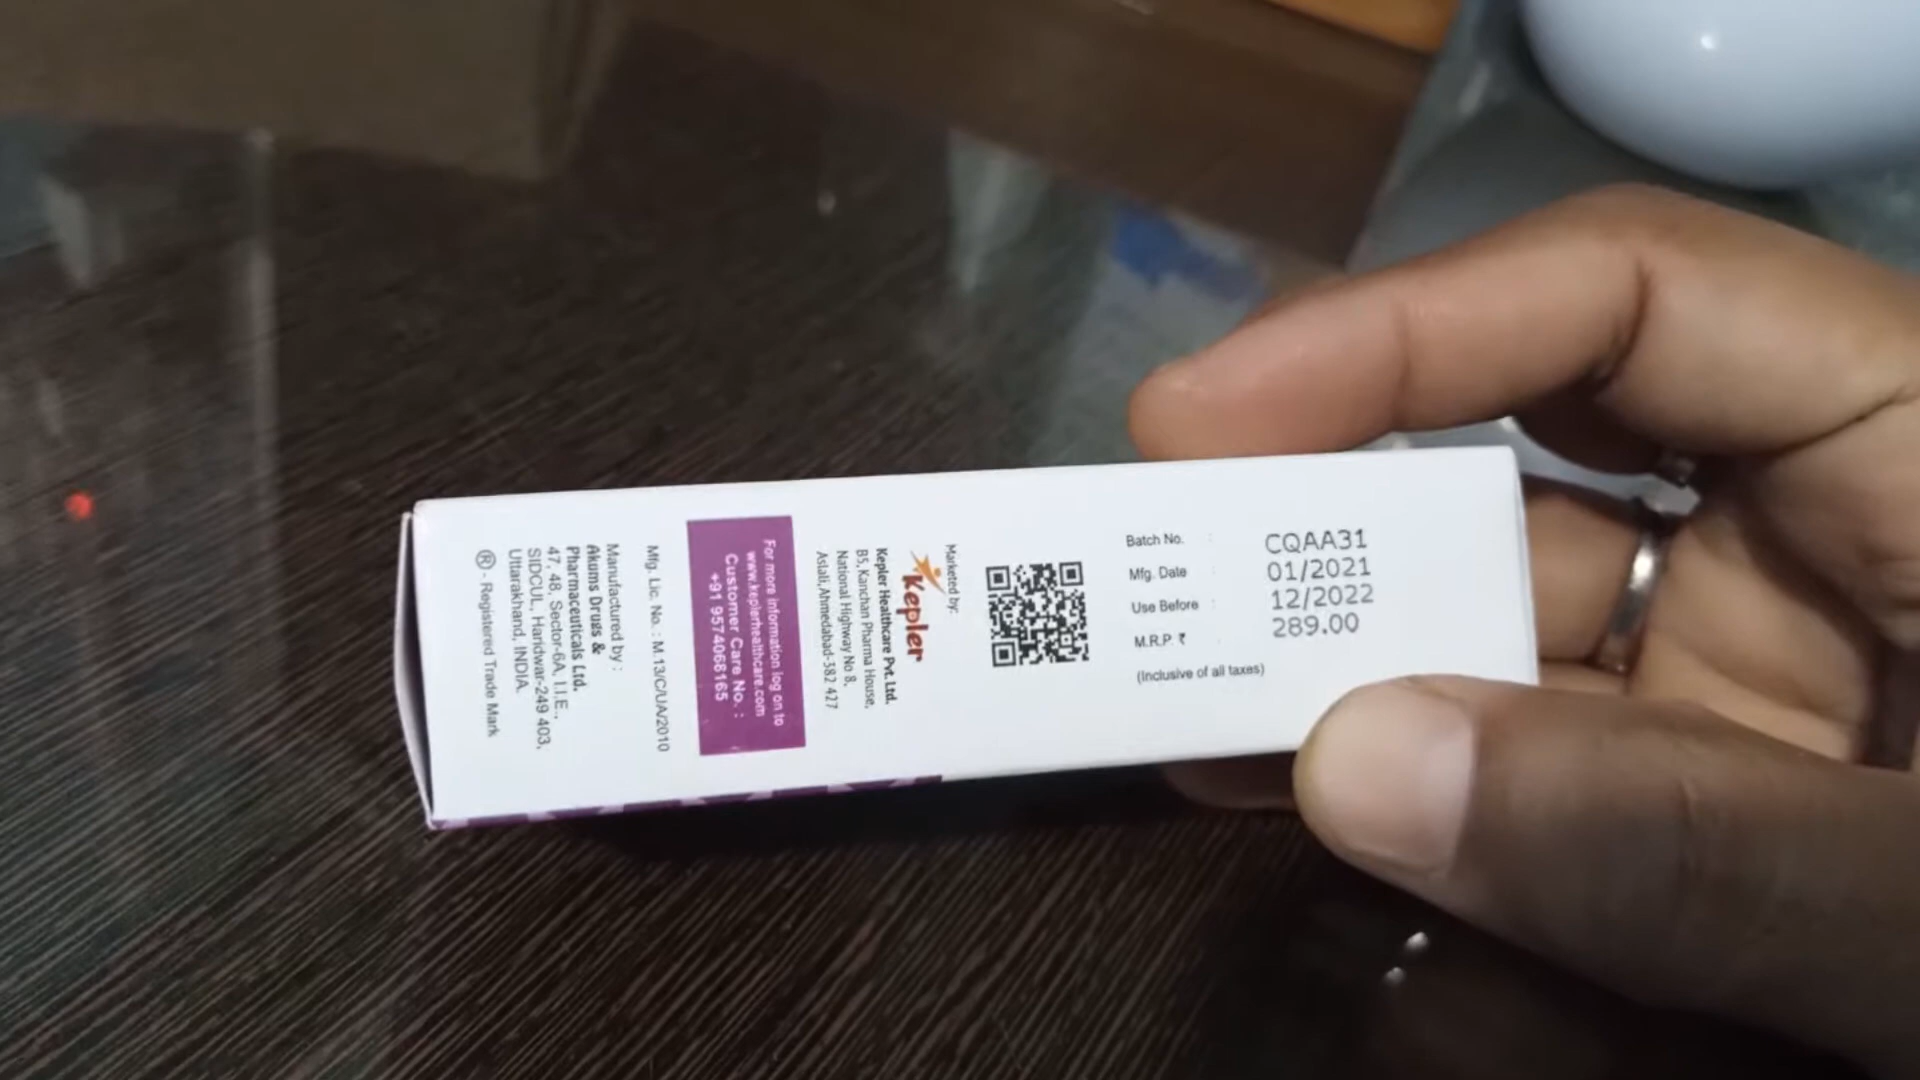 Batch No. : CQAA31
Mfg. Date : 01/2021
Use Before : 12/2022
M.R.P. ₹ : 289.00
(Inclusive of all taxes)
Marketed by:
Kepler
Kepler Healthcare Pvt. Ltd.
B5, Kanchan Pharma House,
National Highway No 8,
Aslali, Ahmedabad-382 427
For more information log on to
www.keplerhealthcare.com
Customer Care No. :
+91 9574068165
Mfg. Lic. No. : M.13/C/UA/2010
Manufactured by :
Akums Drugs &
Pharmaceuticals Ltd.
47, 48, Sector-6A, I.I.E.,
SIDCUL, Haridwar-249 403,
Uttarakhand, INDIA.
® - Registered Trade Mark